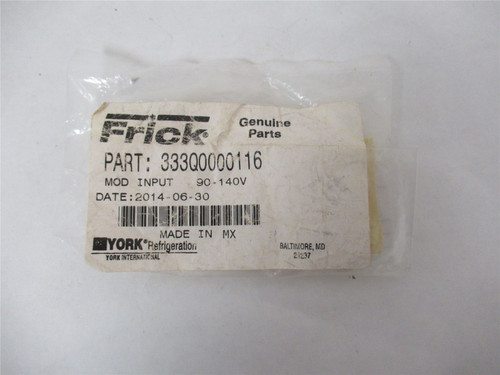 Frick
Genuine
Parts
PART: 333Q0000116
MOD INPUT 90-140V
DATE:2014-06-30
MADE IN MX
YORK® Refrigeration
YORK INTERNATIONAL
BALTIMORE, MD